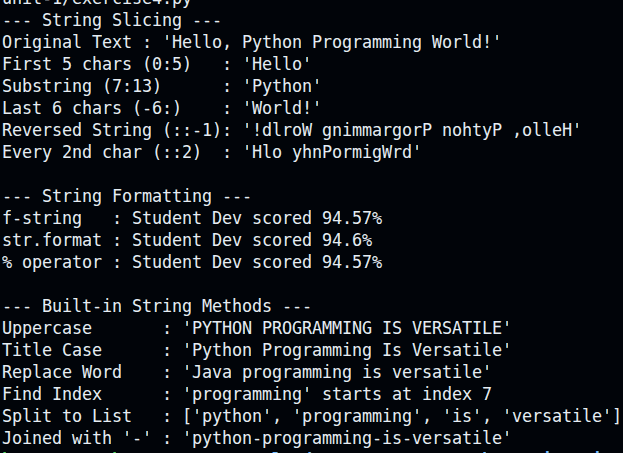 unit-1/exercise4.py
--- String Slicing ---
Original Text : 'Hello, Python Programming World!'
First 5 chars (0:5)   : 'Hello'
Substring (7:13)      : 'Python'
Last 6 chars (-6:)    : 'World!'
Reversed String (::-1): '!dlroW gnimmargorP nohtyP ,olleH'
Every 2nd char (::2)  : 'Hlo yhnPormigWrd'
--- String Formatting ---
f-string   : Student Dev scored 94.57%
str.format : Student Dev scored 94.6%
% operator : Student Dev scored 94.57%
--- Built-in String Methods ---
Uppercase       : 'PYTHON PROGRAMMING IS VERSATILE'
Title Case      : 'Python Programming Is Versatile'
Replace Word    : 'Java programming is versatile'
Find Index      : 'programming' starts at index 7
Split to List   : ['python', 'programming', 'is', 'versatile']
Joined with '-' : 'python-programming-is-versatile'